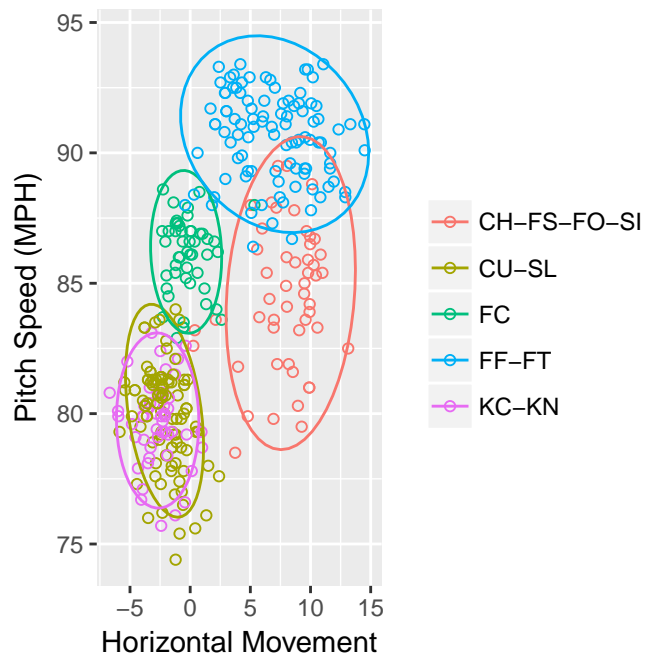 95
90
85
80
75
Pitch Speed (MPH)
−5 0 5 10 15
Horizontal Movement
CH−FS−FO−SI
CU−SL
FC
FF−FT
KC−KN